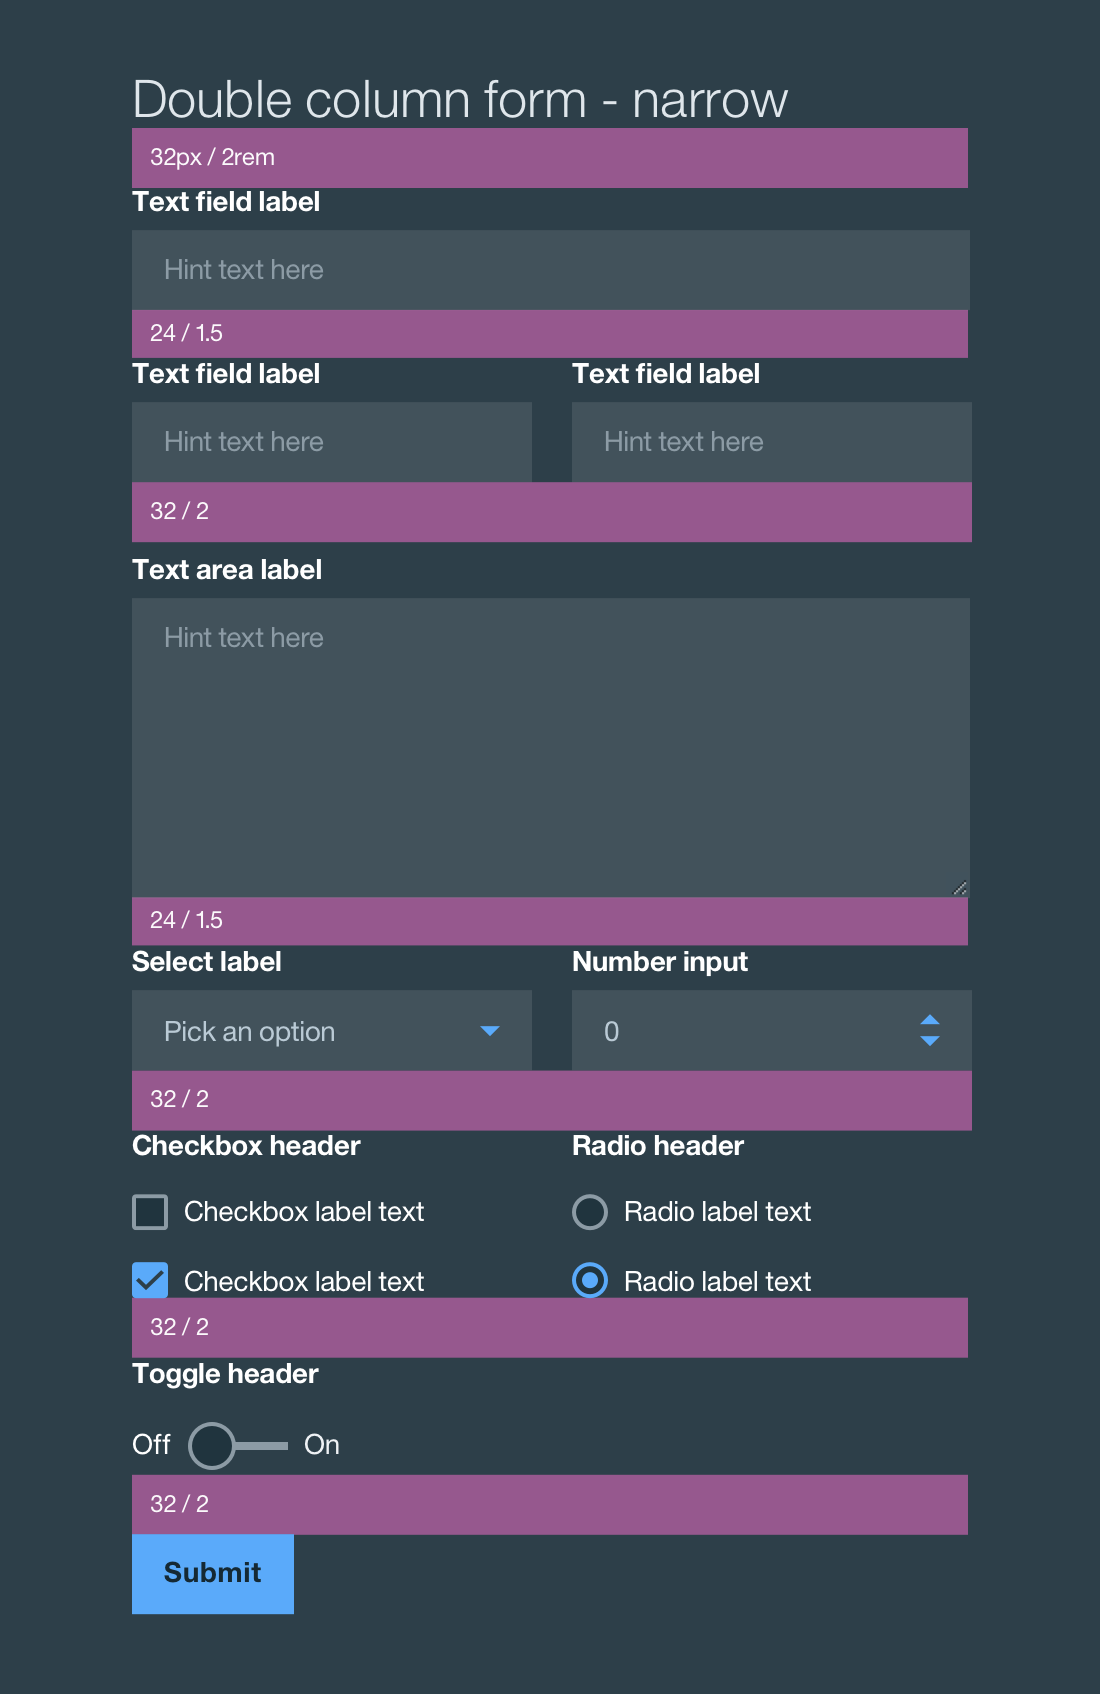 Double column form - narrow
32px / 2rem
Text field label
Hint text here
24 / 1.5
Text field label
Text field label
Hint text here
Hint text here
32 / 2
Text area label
Hint text here
24 / 1.5
Select label
Number input
Pick an option
0
32 / 2
Checkbox header
Radio header
Checkbox label text
Radio label text
Checkbox label text
Radio label text
32 / 2
Toggle header
Off On
32 / 2
Submit